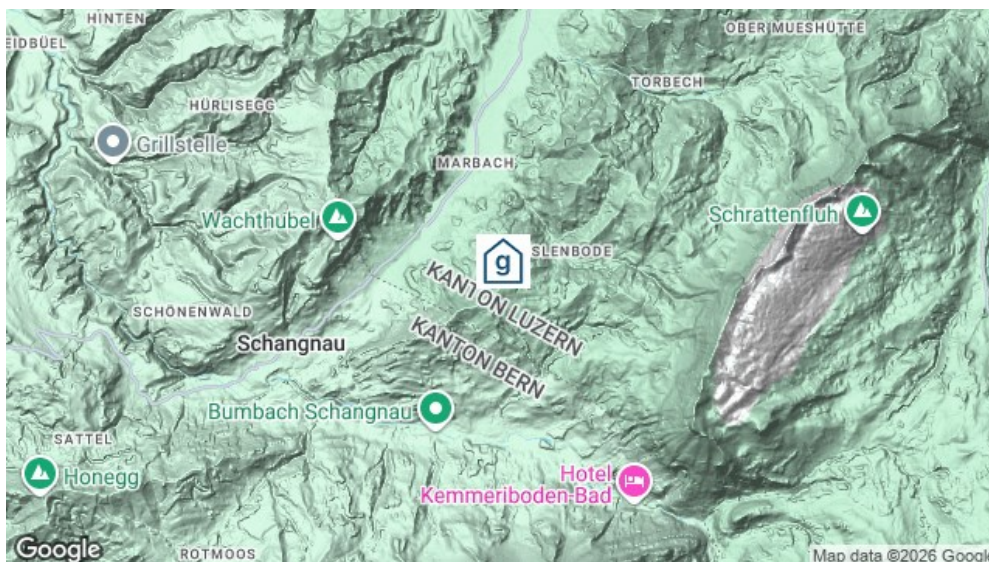 HINTEN
EIDBÜEL
OBER MUESHÜTTE
TORBECH
HÜRLISEGG
Grillstelle
MARBACH
Wachthubel
Schrattenfluh
g
SLENBODE
KANTON LUZERN
SCHÖNENWALD
Schangnau
KANTON BERN
Bumbach Schangnau
SATTEL
Honegg
Hotel
Kemmeriboden-Bad
ROTMOOS
Google
Map data ©2026 Google